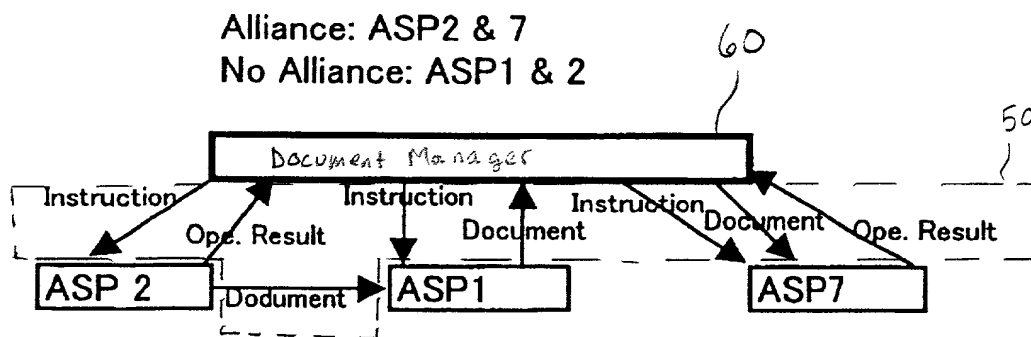 Alliance: ASP2 & 7
No Alliance: ASP1 & 2
60
50
Document Manager
Instruction
Instruction
Instruction
Document
Ope. Result
Document
Ope. Result
ASP 2
Dodument
ASP1
ASP7